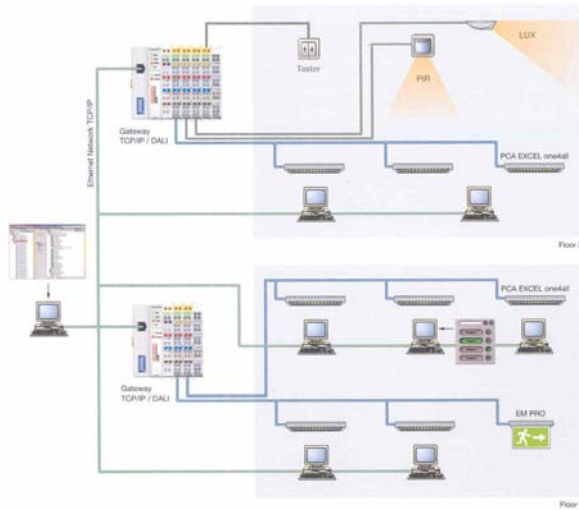 LUX
Taster
PIR
Ethernet Network TCP/IP
Gateway
TCP/IP / DALI
PCA EXCEL one4all
Floor
PCA EXCEL one4all
Gateway
TCP/IP / DALI
EM PRO
Floor